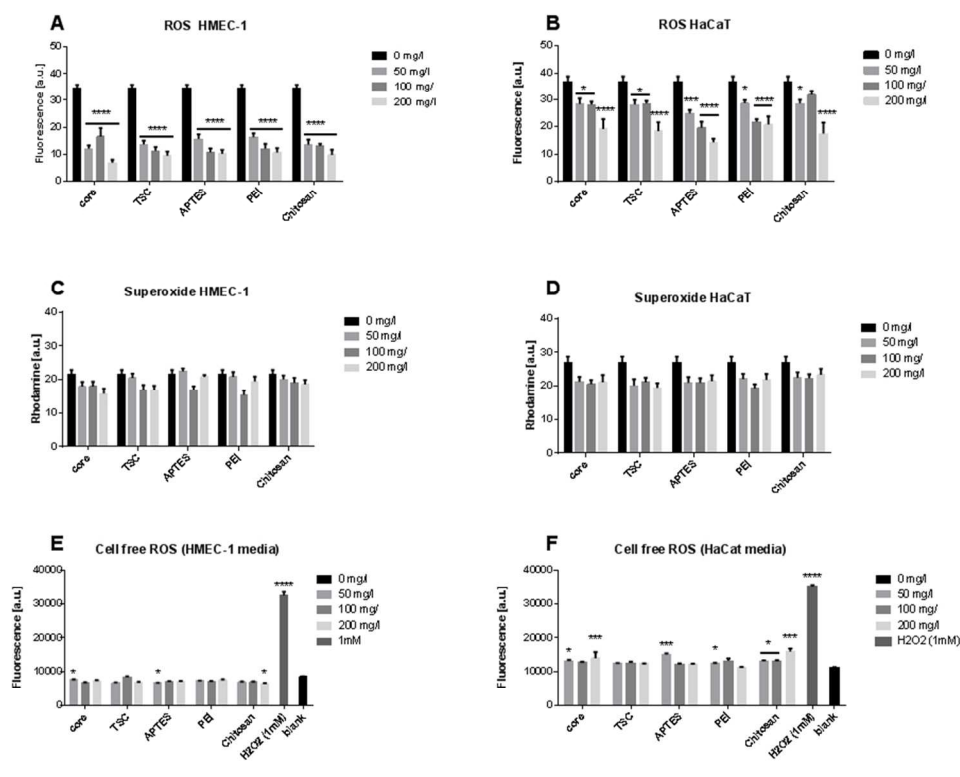 A
ROS HMEC-1
Fluorescence [a.u.]
50
40
30
20
10
0
****
****
****
****
****
core
TSC
APTES
PEI
Chitosan
0 mg/l
50 mg/l
100 mg/
200 mg/l
B
ROS HaCaT
Fluorescence [a.u.]
50
40
30
20
10
0
*
****
*
****
***
****
*
****
*
****
core
TSC
APTES
PEI
Chitosan
0 mg/l
50 mg/l
100 mg/
200 mg/l
C
Superoxide HMEC-1
Rhodamine [a.u.]
40
30
20
10
0
core
TSC
APTES
PEI
Chitosan
0 mg/l
50 mg/l
100 mg/
200 mg/l
D
Superoxide HaCaT
Rhodamine [a.u.]
40
30
20
10
0
core
TSC
APTES
PEI
Chitosan
0 mg/l
50 mg/l
100 mg/
200 mg/l
E
Cell free ROS (HMEC-1 media)
Fluorescence [a.u.]
40000
30000
20000
10000
0
*
*
*
****
core
TSC
APTES
PEI
Chitosan
H2O2 (1mM)
blank
0 mg/l
50 mg/l
100 mg/
200 mg/l
1mM
F
Cell free ROS (HaCat media)
Fluorescence [a.u.]
40000
30000
20000
10000
0
*
***
***
*
*
***
****
core
TSC
APTES
PEI
Chitosan
H2O2 (1mM)
blank
0 mg/l
50 mg/l
100 mg/
200 mg/l
H2O2 (1mM)